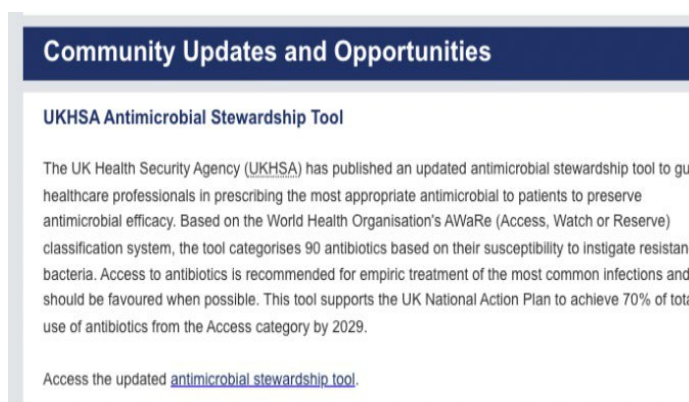 Community Updates and Opportunities
UKHSA Antimicrobial Stewardship Tool
The UK Health Security Agency (UKHSA) has published an updated antimicrobial stewardship tool to gu
healthcare professionals in prescribing the most appropriate antimicrobial to patients to preserve
antimicrobial efficacy. Based on the World Health Organisation's AWaRe (Access, Watch or Reserve)
classification system, the tool categorises 90 antibiotics based on their susceptibility to instigate resistan
bacteria. Access to antibiotics is recommended for empiric treatment of the most common infections and
should be favoured when possible. This tool supports the UK National Action Plan to achieve 70% of tota
use of antibiotics from the Access category by 2029.
Access the updated antimicrobial stewardship tool.